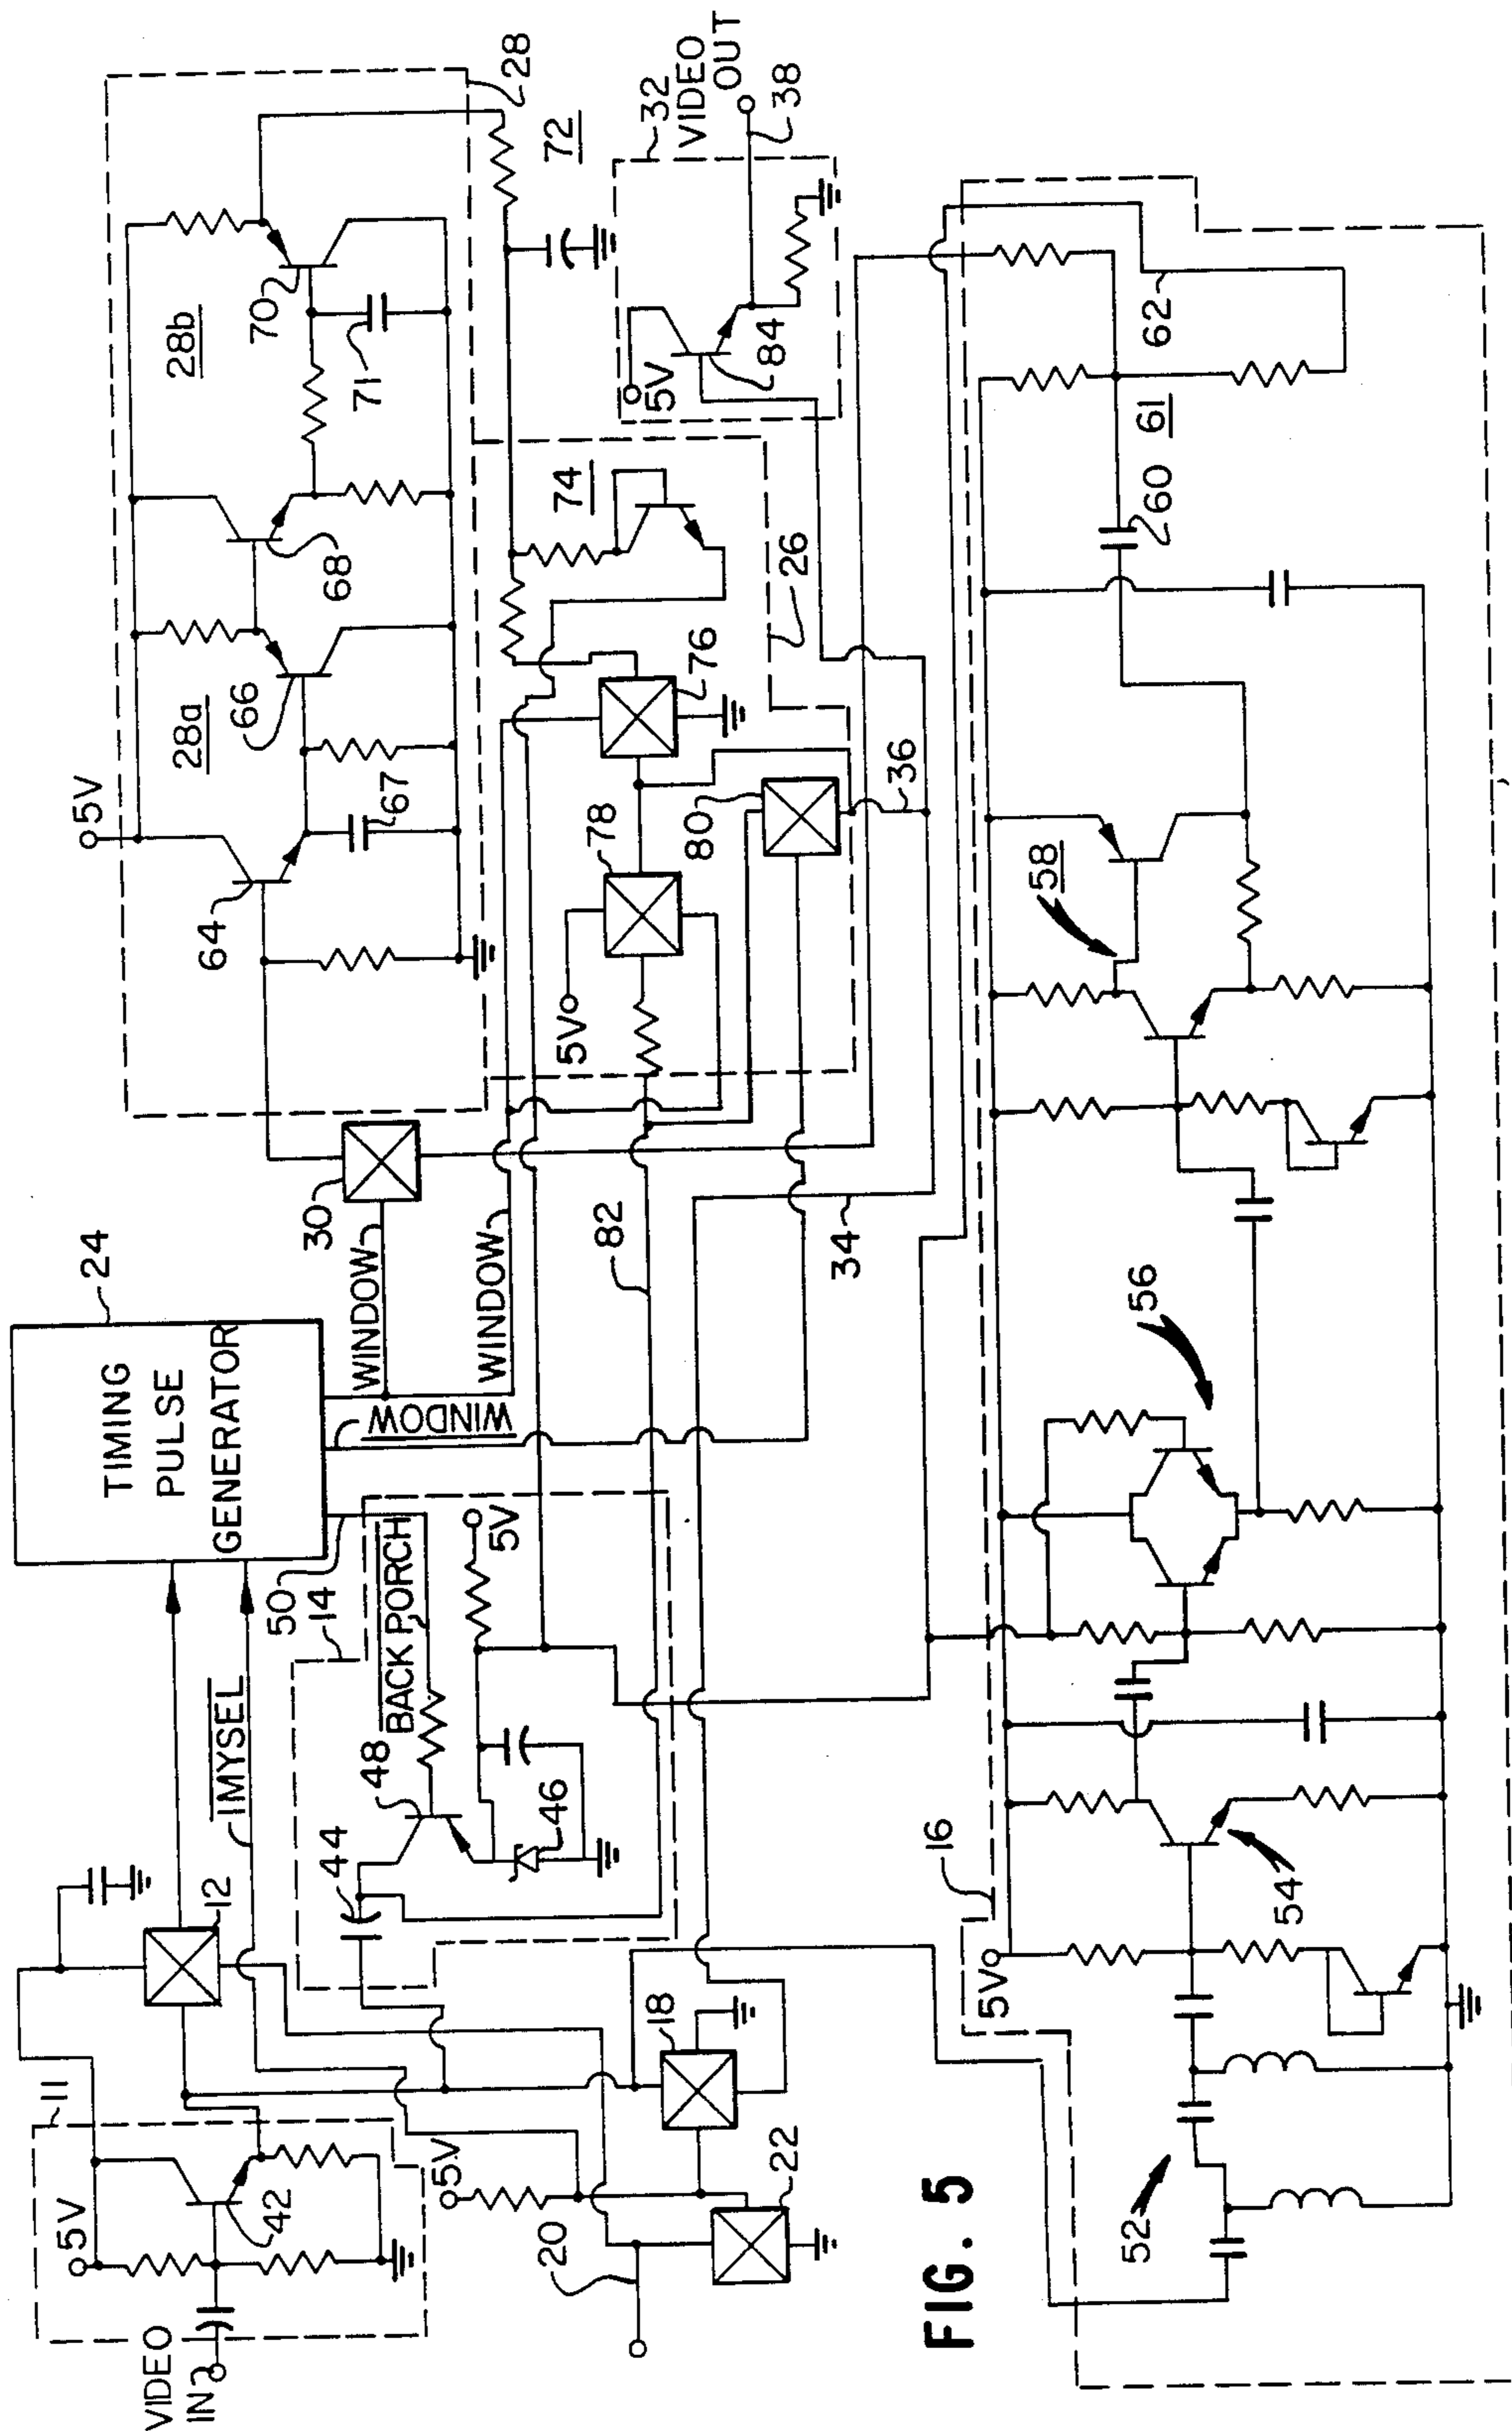 VIDEO
IN
11
5V
42
12
IMYSEL
24
TIMING
PULSE
GENERATOR
50
14
BACK PORCH
48
44
46
5V
WINDOW
WINDOW
WINDOW
30
5V
64
28a
66
67
68
28b
70
71
28
72
74
32
VIDEO
OUT
38
5V
84
26
76
78
5V
80
36
82
34
20
5V
18
22
FIG. 5
16
5V
52
54
56
58
60
61
62